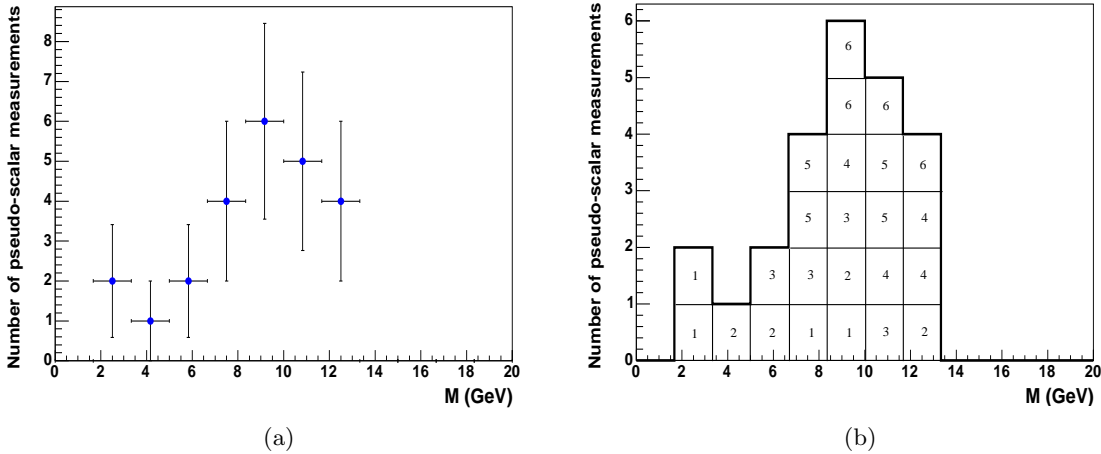 Number of pseudo-scalar measurements
8
7
6
5
4
3
2
1
0
0 2 4 6 8 10 12 14 16 18 20
M (GeV)
(a)
Number of pseudo-scalar measurements
6
5
4
3
2
1
0
6
6 6
5 4 5 6
5 3 5 4
1 3 3 2 4 4
1 2 2 1 1 3 2
0 2 4 6 8 10 12 14 16 18 20
M (GeV)
(b)